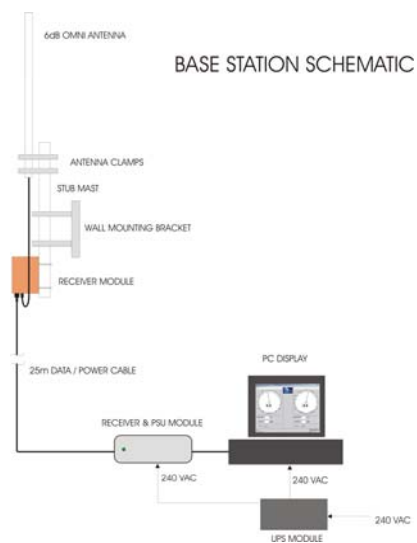 6dB OMNI ANTENNA
BASE STATION SCHEMATIC
ANTENNA CLAMPS
STUB MAST
WALL MOUNTING BRACKET
RECEIVER MODULE
PC DISPLAY
25m DATA / POWER CABLE
RECEIVER & PSU MODULE
240 VAC
240 VAC
240 VAC
UPS MODULE